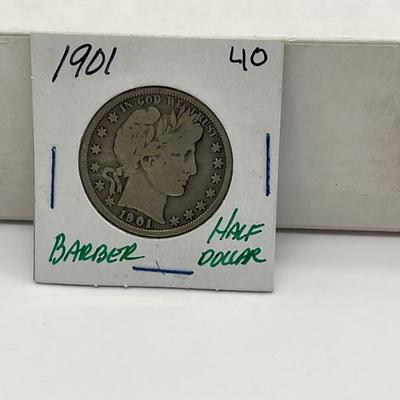 1901 40
IN GOD WE TRUST
1901
BARBER HALF
DOLLAR